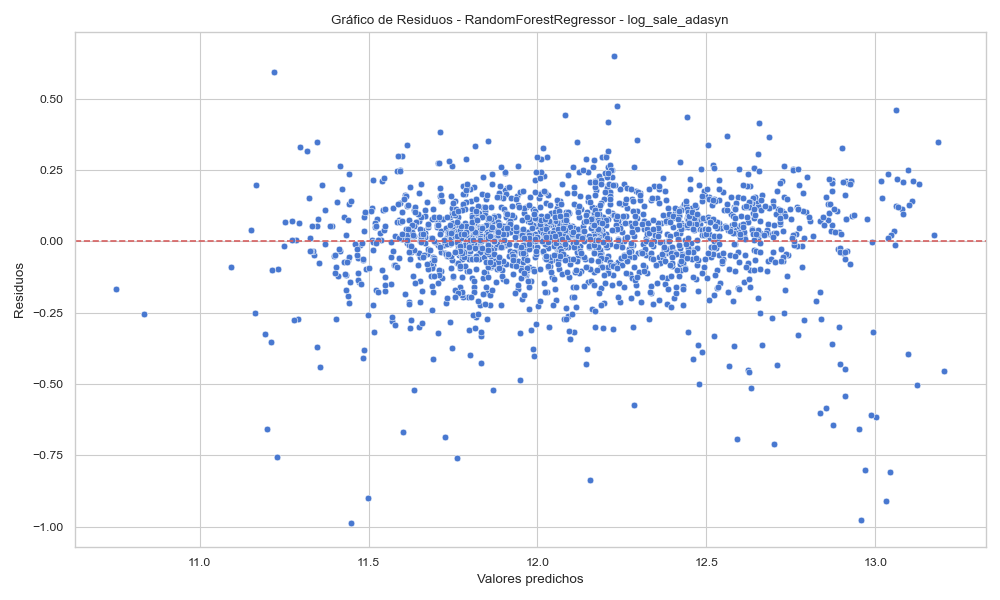 Gráfico de Residuos - RandomForestRegressor - log_sale_adasyn
0.50
0.25
0.00
−0.25
−0.50
−0.75
−1.00
Residuos
11.0 11.5 12.0 12.5 13.0
Valores predichos